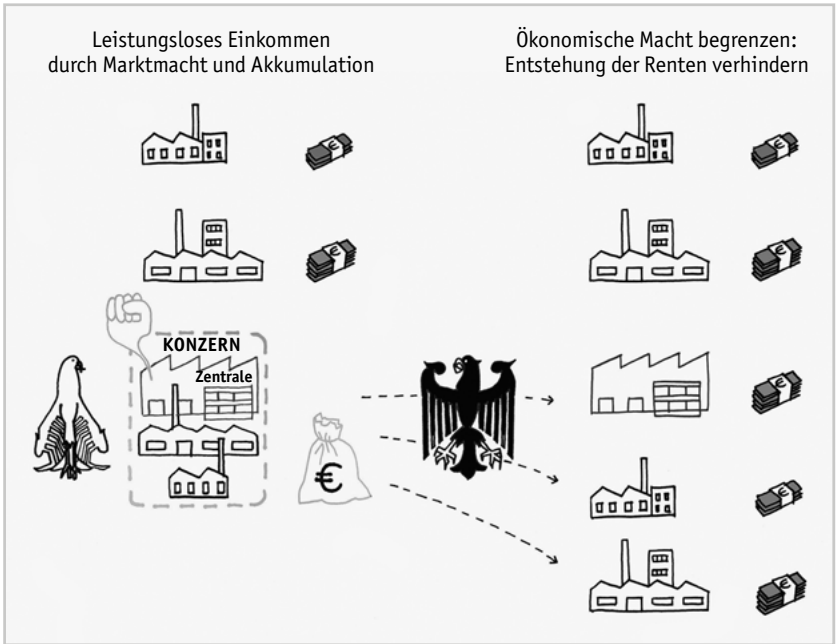 Leistungsloses Einkommen
durch Marktmacht und Akkumulation
Ökonomische Macht begrenzen:
Entstehung der Renten verhindern
€
€
€
€
KONZERN
Zentrale
€
€
€
€